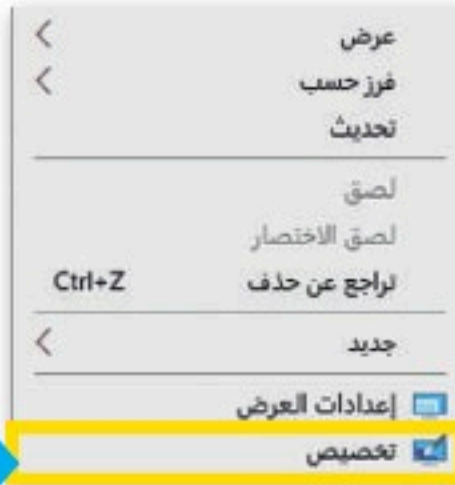 عرض
فرز حسب
تحديث
لصق
لصق الاختصار
تراجع عن حذف Ctrl+Z
جديد
إعدادات العرض
تخصيص